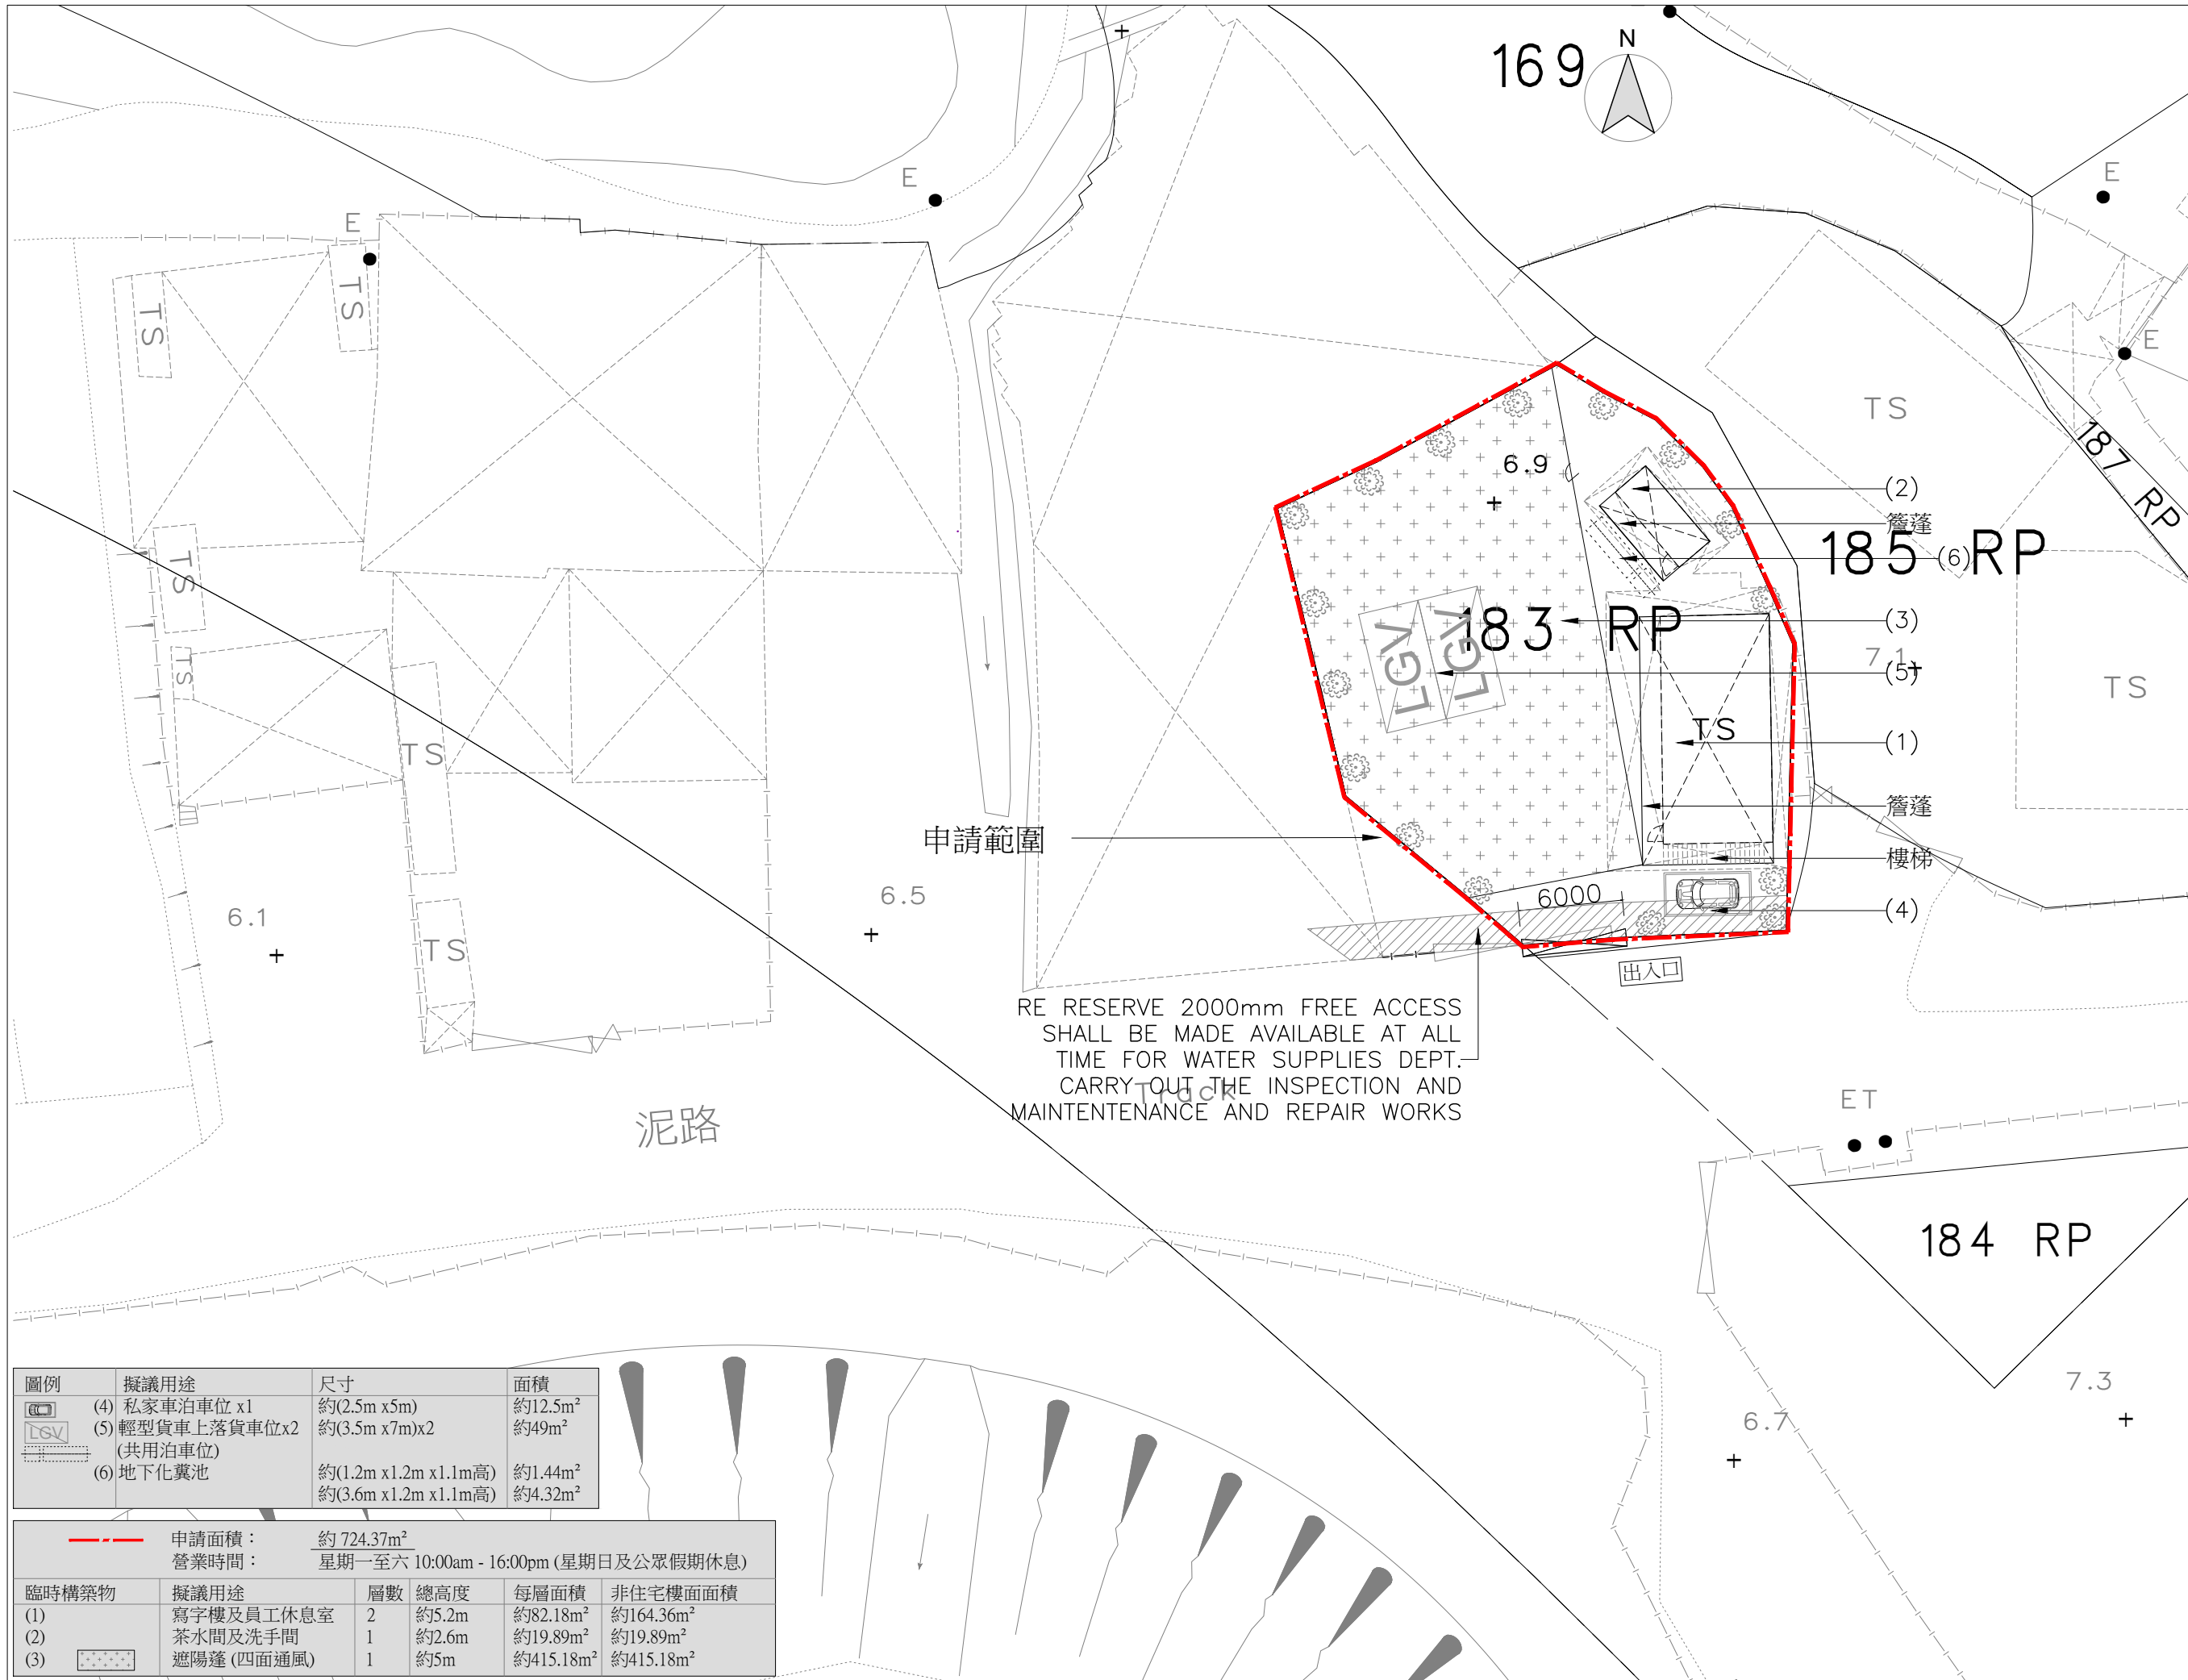 169
N
E
E
E
TS
TS
E
TS
187 RP
6.9
(2)
簷蓬
185 RP
(6)
TS
183 RP
(3)
LGV
LGV
7.1
(5)
TS
TS
TS
(1)
TS
簷蓬
申請範圍
樓梯
6.5
6000
(4)
6.1
TS
出入口
RE RESERVE 2000mm FREE ACCESS
SHALL BE MADE AVAILABLE AT ALL
TIME FOR WATER SUPPLIES DEPT.
CARRY OUT THE INSPECTION AND
MAINTENTENANCE AND REPAIR WORKS
Track
泥路
ET
184 RP
7.3
6.7
圖例 擬議用途 尺寸 面積
(4) 私家車泊車位 x1 約(2.5m x5m) 約12.5m²
LGV (5) 輕型貨車上落貨車位x2 約(3.5m x7m)x2 約49m²
(共用泊車位)
(6) 地下化糞池 約(1.2m x1.2m x1.1m高) 約1.44m²
約(3.6m x1.2m x1.1m高) 約4.32m²
申請面積： 約 724.37m²
營業時間： 星期一至六 10:00am - 16:00pm (星期日及公眾假期休息)
臨時構築物 擬議用途 層數 總高度 每層面積 非住宅樓面面積
(1) 寫字樓及員工休息室 2 約5.2m 約82.18m² 約164.36m²
(2) 茶水間及洗手間 1 約2.6m 約19.89m² 約19.89m²
(3) 遮陽蓬 (四面通風) 1 約5m 約415.18m² 約415.18m²